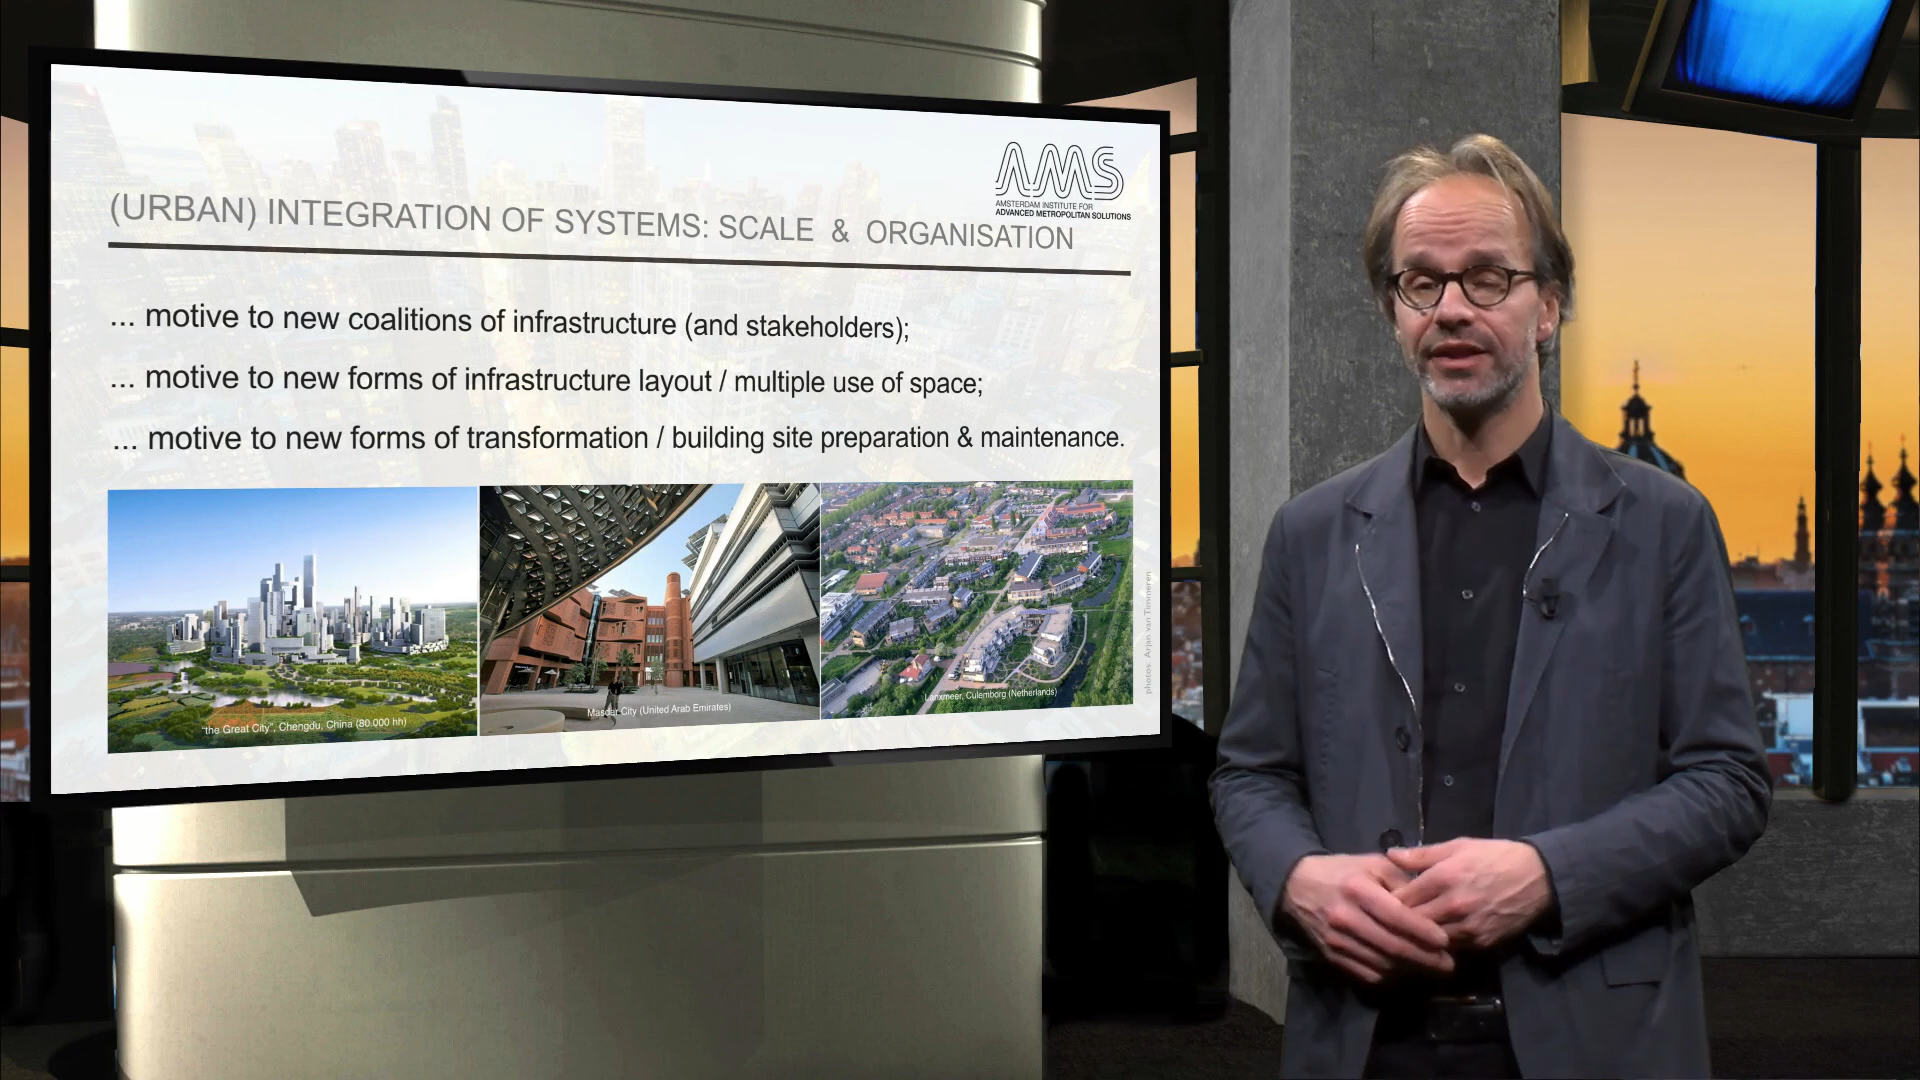 AMS
AMSTERDAM INSTITUTE FOR
ADVANCED METROPOLITAN SOLUTIONS
(URBAN) INTEGRATION OF SYSTEMS: SCALE & ORGANISATION
... motive to new coalitions of infrastructure (and stakeholders);
... motive to new forms of infrastructure layout / multiple use of space;
... motive to new forms of transformation / building site preparation & maintenance.
"the Great City", Chengdu, China (80.000 hh)
Masdar City (United Arab Emirates)
Lanxmeer, Culemborg (Netherlands)
photos: Arjan van Timmeren